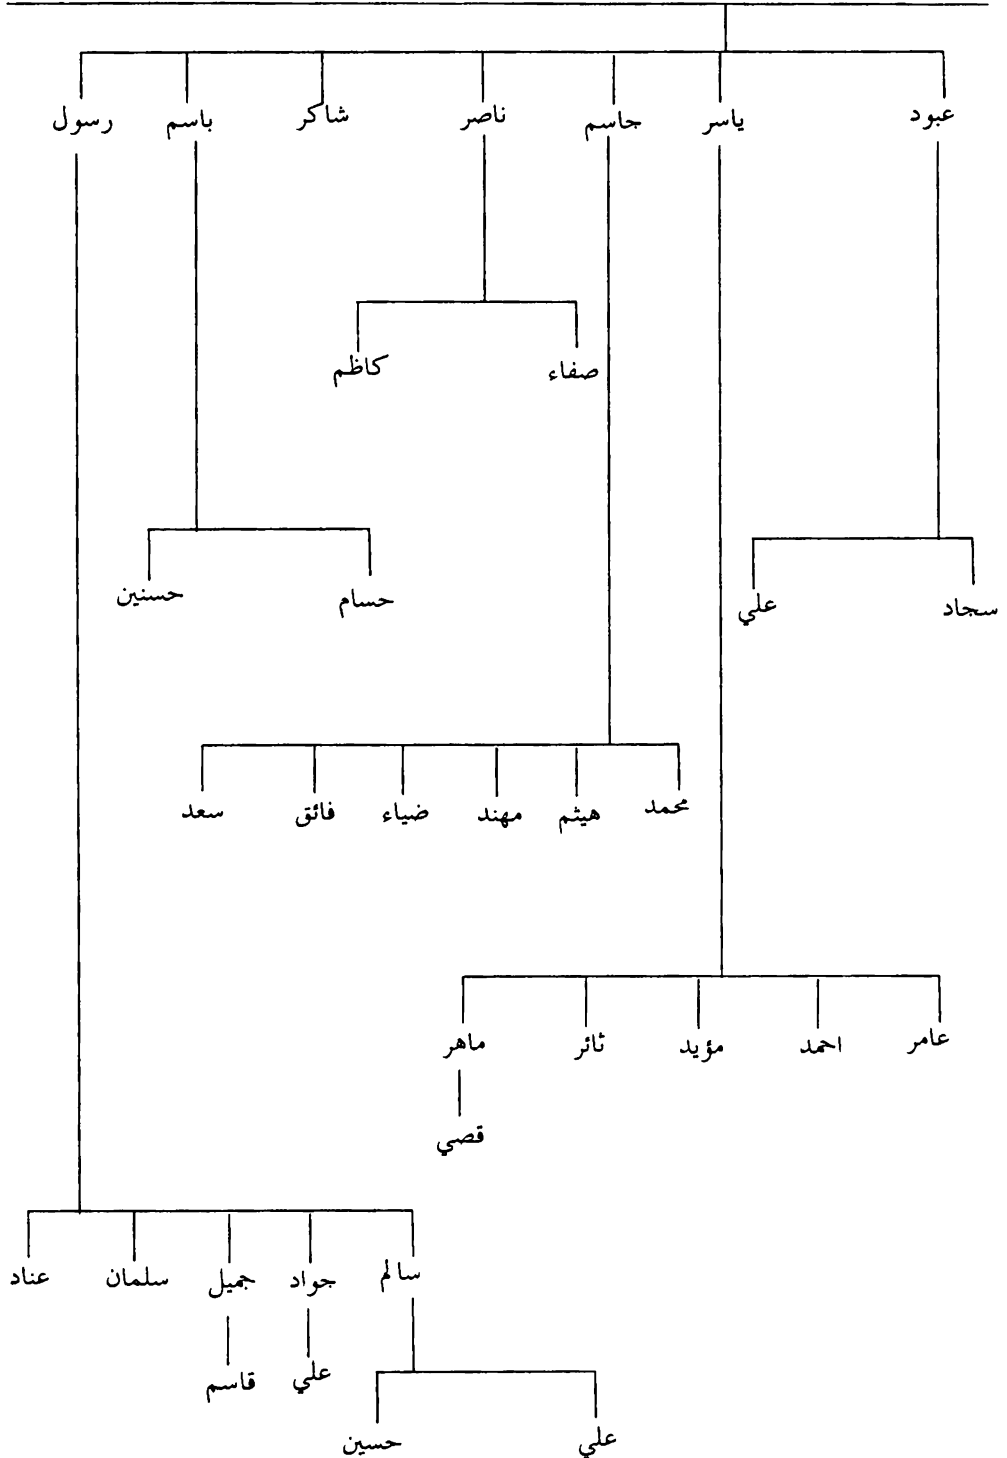 عبود ياسر جاسم ناصر شاكر باسم رسول
صفاء كاظم
سجاد علي حسام حسنين
محمد هيثم مهند ضياء فائق سعد
عامر احمد مؤيد ثائر ماهر
قصي
سالم جواد جميل سلمان عناد
علي قاسم
علي حسين